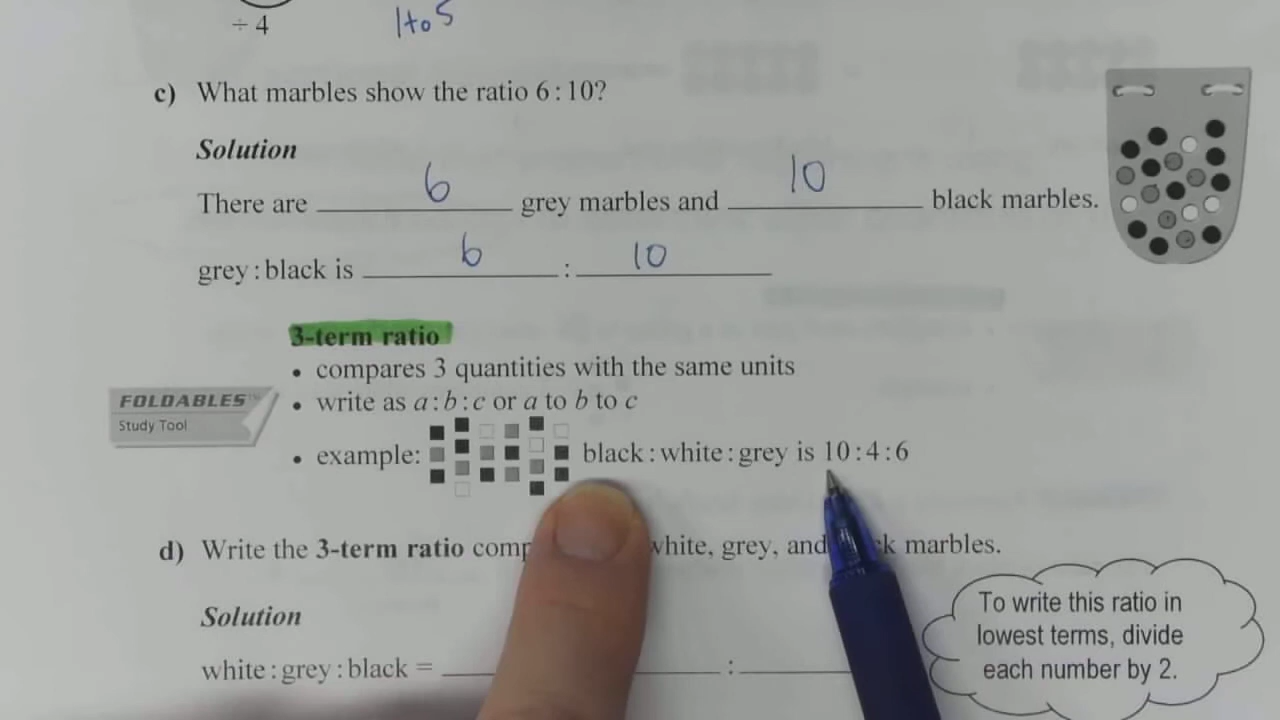 ÷ 4
1 to 5
c) What marbles show the ratio 6:10?
Solution
There are 6 grey marbles and 10 black marbles.
grey:black is 6 : 10
3-term ratio
• compares 3 quantities with the same units
• write as a:b:c or a to b to c
FOLDABLES™
Study Tool
• example: black:white:grey is 10:4:6
d) Write the 3-term ratio white, grey, and marbles.
Solution
white:grey:black = :
To write this ratio in
lowest terms, divide
each number by 2.